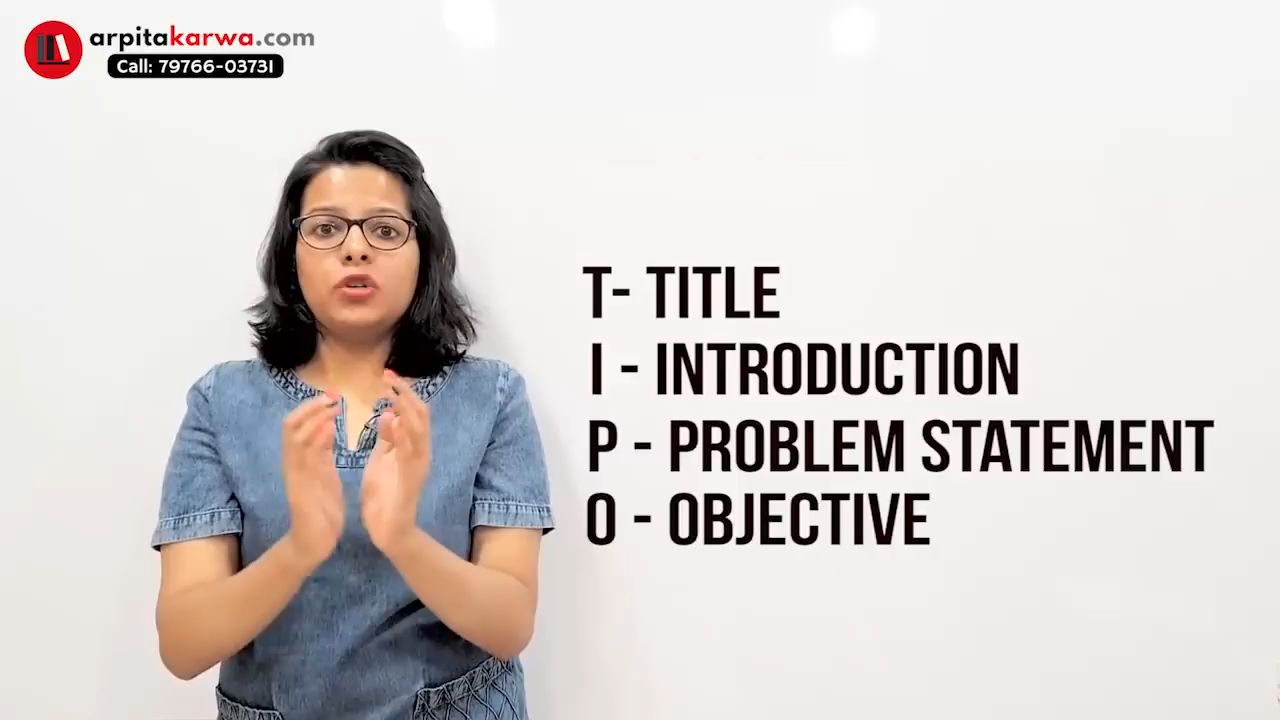 arpitakarwa.com
Call: 79766-03731
T- TITLE
I - INTRODUCTION
P - PROBLEM STATEMENT
O - OBJECTIVE